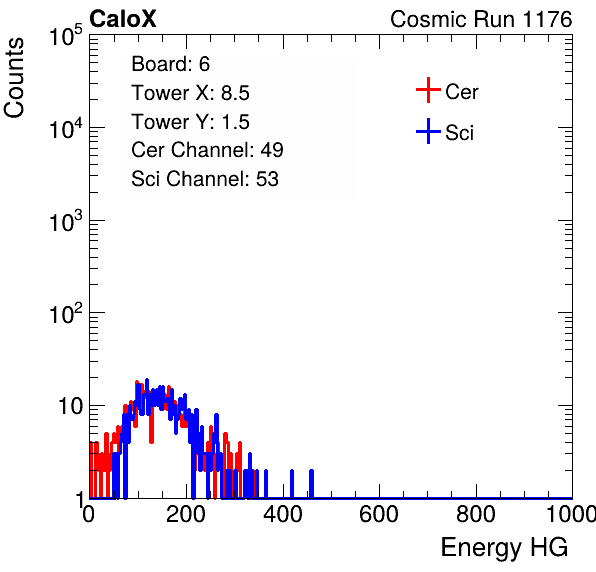 CaloX Cosmic Run 1176
Counts
Board: 6
Tower X: 8.5
Tower Y: 1.5
Cer Channel: 49
Sci Channel: 53
Cer
Sci
10^5
10^4
10^3
10^2
10
1
0 200 400 600 800 1000
Energy HG